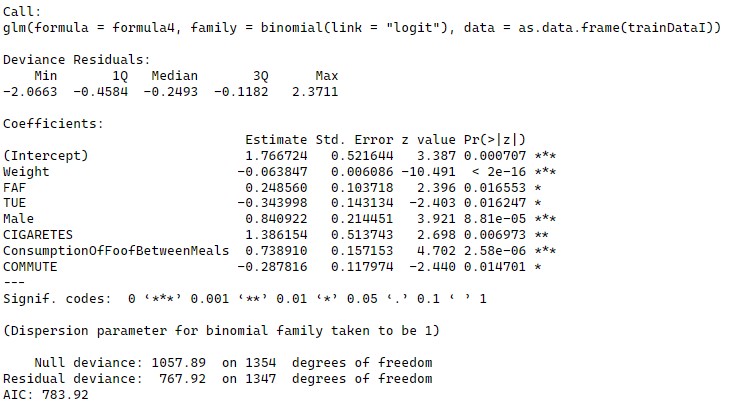 Call:
glm(formula = formula4, family = binomial(link = "logit"), data = as.data.frame(trainDataI))
Deviance Residuals:
Min 1Q Median 3Q Max
-2.0663 -0.4584 -0.2493 -0.1182 2.3711
Coefficients:
Estimate Std. Error z value Pr(>|z|)
(Intercept) 1.766724 0.521644 3.387 0.000707 ***
Weight -0.063847 0.006086 -10.491 < 2e-16 ***
FAF 0.248560 0.103718 2.396 0.016553 *
TUE -0.343998 0.143134 -2.403 0.016247 *
Male 0.840922 0.214451 3.921 8.81e-05 ***
CIGARETES 1.386154 0.513743 2.698 0.006973 **
ConsumptionOfFoofBetweenMeals 0.738910 0.157153 4.702 2.58e-06 ***
COMMUTE -0.287816 0.117974 -2.440 0.014701 *
---
Signif. codes: 0 ‘***’ 0.001 ‘**’ 0.01 ‘*’ 0.05 ‘.’ 0.1 ‘ ’ 1
(Dispersion parameter for binomial family taken to be 1)
Null deviance: 1057.89 on 1354 degrees of freedom
Residual deviance: 767.92 on 1347 degrees of freedom
AIC: 783.92